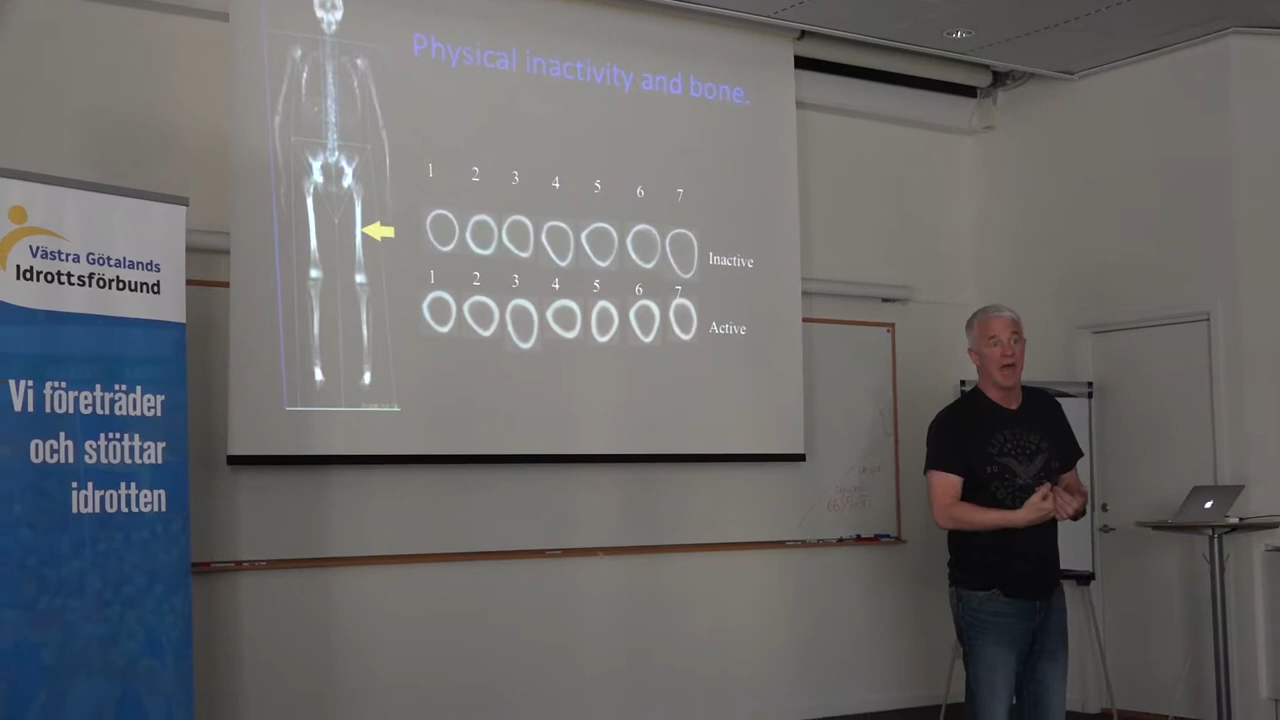 Physical inactivity and bone.
1 2 3 4 5 6 7
Inactive
1 2 3 4 5 6 7
Active
Västra Götalands
Idrottsförbund
Vi företräder
och stöttar
idrotten